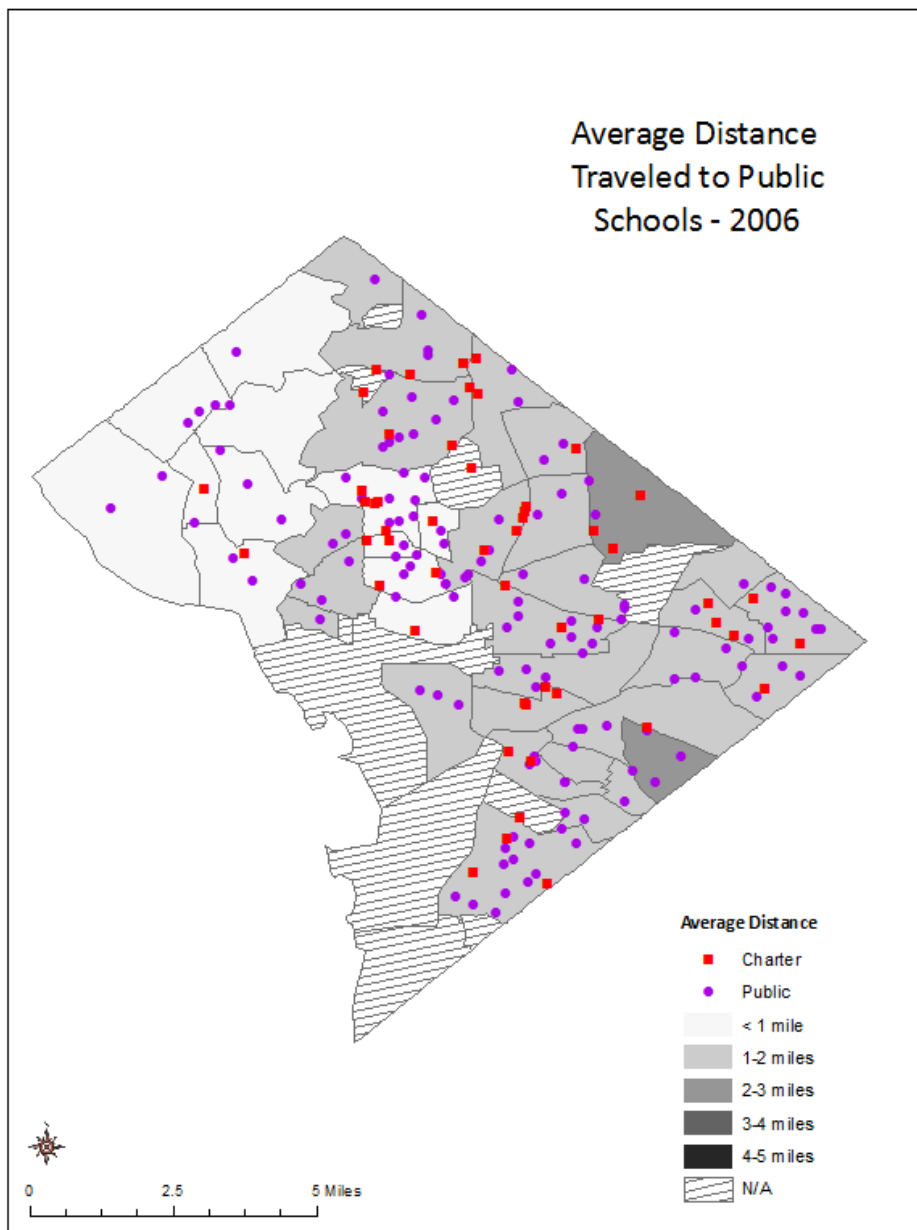 Average Distance
Traveled to Public
Schools - 2006
Average Distance
Charter
Public
< 1 mile
1-2 miles
2-3 miles
3-4 miles
4-5 miles
N/A
0 2.5 5 Miles